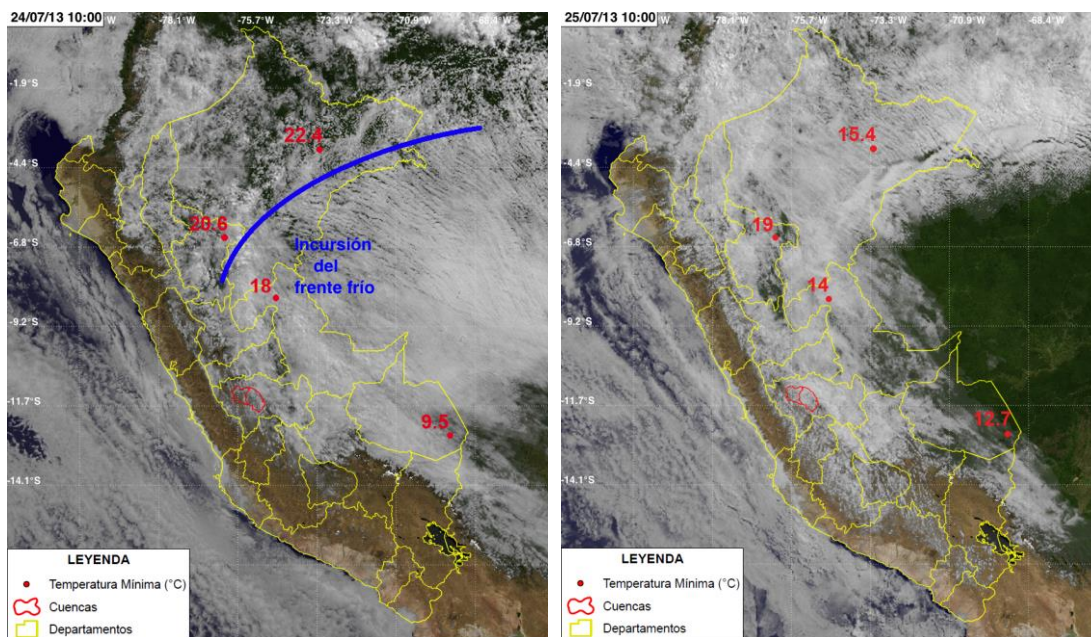 24/07/13 10:00
-78.1°W
-75.7°W
-73.3°W
-70.9°W
-68.4°W
-1.9°S
22.4
-4.4°S
20.6
-6.8°S
Incursión
del
frente frío
18
-9.2°S
-11.7°S
9.5
-14.1°S
LEYENDA
Temperatura Mínima (°C)
Cuencas
Departamentos
25/07/13 10:00
-78.1°W
-75.7°W
-73.3°W
-70.9°W
-68.4°W
-1.9°S
15.4
-4.4°S
19
-6.8°S
14
-9.2°S
-11.7°S
12.7
-14.1°S
LEYENDA
Temperatura Mínima (°C)
Cuencas
Departamentos